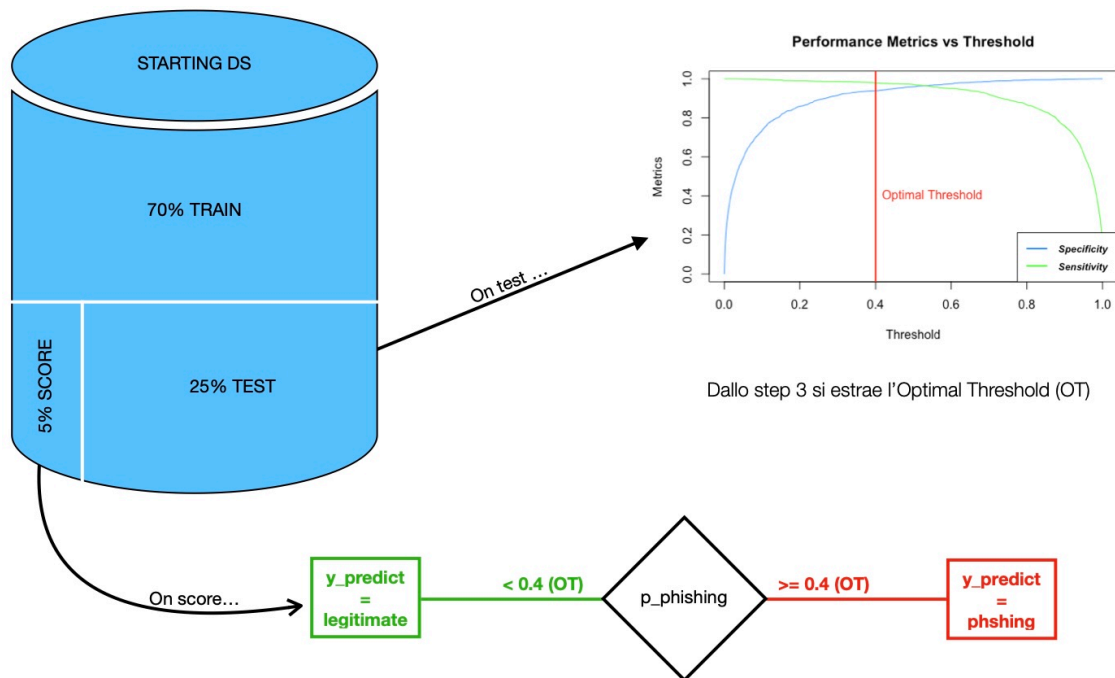 STARTING DS
70% TRAIN
5% SCORE
25% TEST
On test ...
Performance Metrics vs Threshold
Metrics
1.0
0.8
0.6
0.4
0.2
0.0
Optimal Threshold
Specificity
Sensitivity
0.0 0.2 0.4 0.6 0.8 1.0
Threshold
Dallo step 3 si estrae l'Optimal Threshold (OT)
On score...
y_predict
=
legitimate
< 0.4 (OT)
p_phishing
>= 0.4 (OT)
y_predict
=
phshing